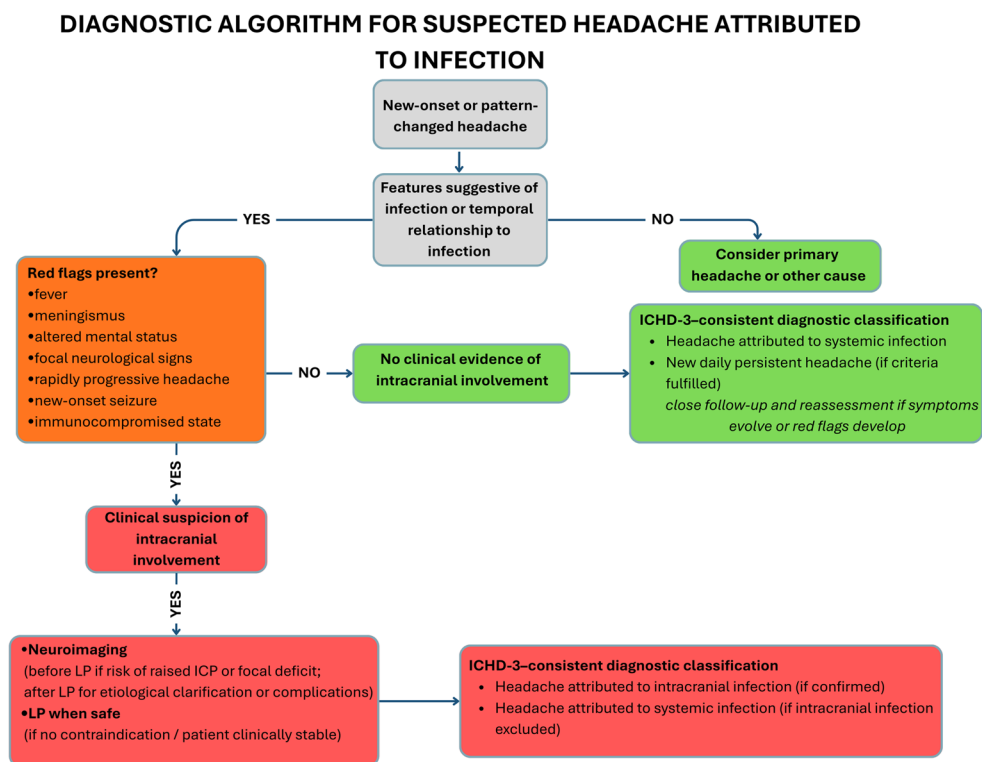 DIAGNOSTIC ALGORITHM FOR SUSPECTED HEADACHE ATTRIBUTED
TO INFECTION
New-onset or pattern-
changed headache
Features suggestive of
infection or temporal
relationship to
infection
YES
NO
Consider primary
headache or other cause
Red flags present?
•fever
•meningismus
•altered mental status
•focal neurological signs
•rapidly progressive headache
•new-onset seizure
•immunocompromised state
NO
No clinical evidence of
intracranial involvement
ICHD-3–consistent diagnostic classification
• Headache attributed to systemic infection
• New daily persistent headache (if criteria
fulfilled)
close follow-up and reassessment if symptoms
evolve or red flags develop
YES
Clinical suspicion of
intracranial
involvement
YES
•Neuroimaging
(before LP if risk of raised ICP or focal deficit;
after LP for etiological clarification or complications)
•LP when safe
(if no contraindication / patient clinically stable)
ICHD-3–consistent diagnostic classification
• Headache attributed to intracranial infection (if confirmed)
• Headache attributed to systemic infection (if intracranial infection
excluded)